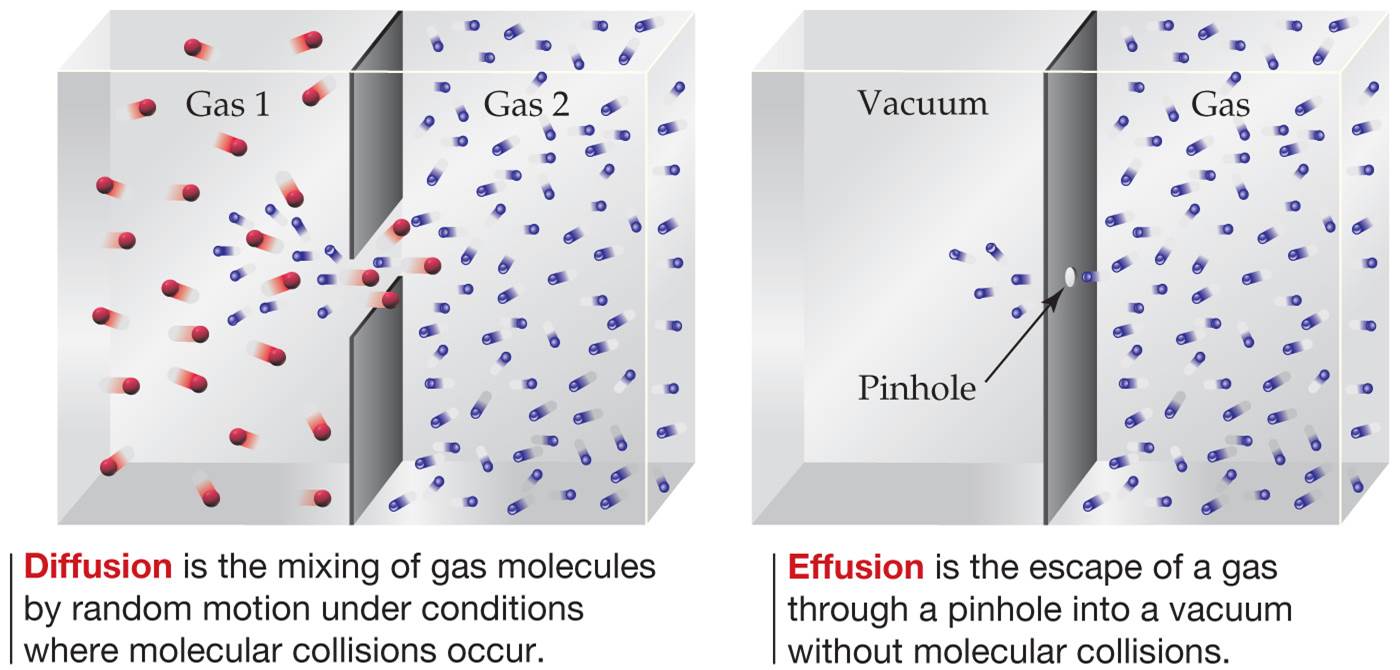 Gas 1
Gas 2
Vacuum
Gas
Pinhole
Diffusion is the mixing of gas molecules
by random motion under conditions
where molecular collisions occur.
Effusion is the escape of a gas
through a pinhole into a vacuum
without molecular collisions.